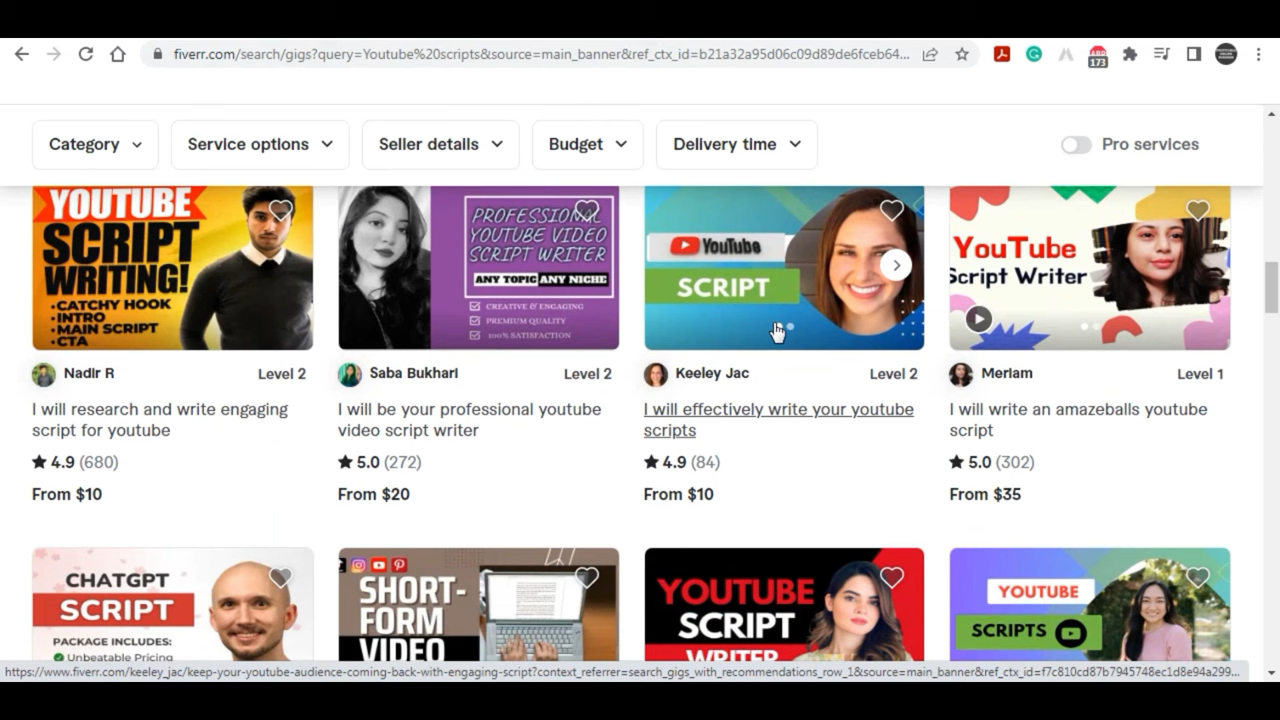 fiverr.com/search/gigs?query=Youtube%20scripts&source=main_banner&ref_ctx_id=b21a32a95d06c09d89de6fceb64...
173
Category
Service options
Seller details
Budget
Delivery time
Pro services
YOUTUBE
SCRIPT
WRITING!
•CATCHY HOOK
•INTRO
•MAIN SCRIPT
•CTA
PROFESSIONAL
YOUTUBE VIDEO
SCRIPT WRITER
ANY TOPIC ANY NICHE
CREATIVE & ENGAGING
PREMIUM QUALITY
100% SATISFACTION
YouTube
SCRIPT
YouTube
Script Writer
Nadir R
Level 2
Saba Bukhari
Level 2
Keeley Jac
Level 2
Meriam
Level 1
I will research and write engaging
script for youtube
I will be your professional youtube
video script writer
I will effectively write your youtube
scripts
I will write an amazeballs youtube
script
4.9 (680)
5.0 (272)
4.9 (84)
5.0 (302)
From $10
From $20
From $10
From $35
CHATGPT
SCRIPT
PACKAGE INCLUDES:
Unbeatable Pricing
SHORT-
FORM
VIDEO
YOUTUBE
SCRIPT
WRITER
YOUTUBE
SCRIPTS
https://www.fiverr.com/keeley_jac/keep-your-youtube-audience-coming-back-with-engaging-script?context_referrer=search_gigs_with_recommendations_row_1&source=main_banner&ref_ctx_id=f7c810cd87b7945748ec1d8e94a299...